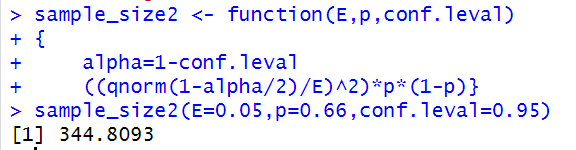 > sample_size2 <- function(E,p,conf.leval)
+ {
+     alpha=1-conf.leval
+     ((qnorm(1-alpha/2)/E)^2)*p*(1-p)}
> sample_size2(E=0.05,p=0.66,conf.leval=0.95)
[1] 344.8093